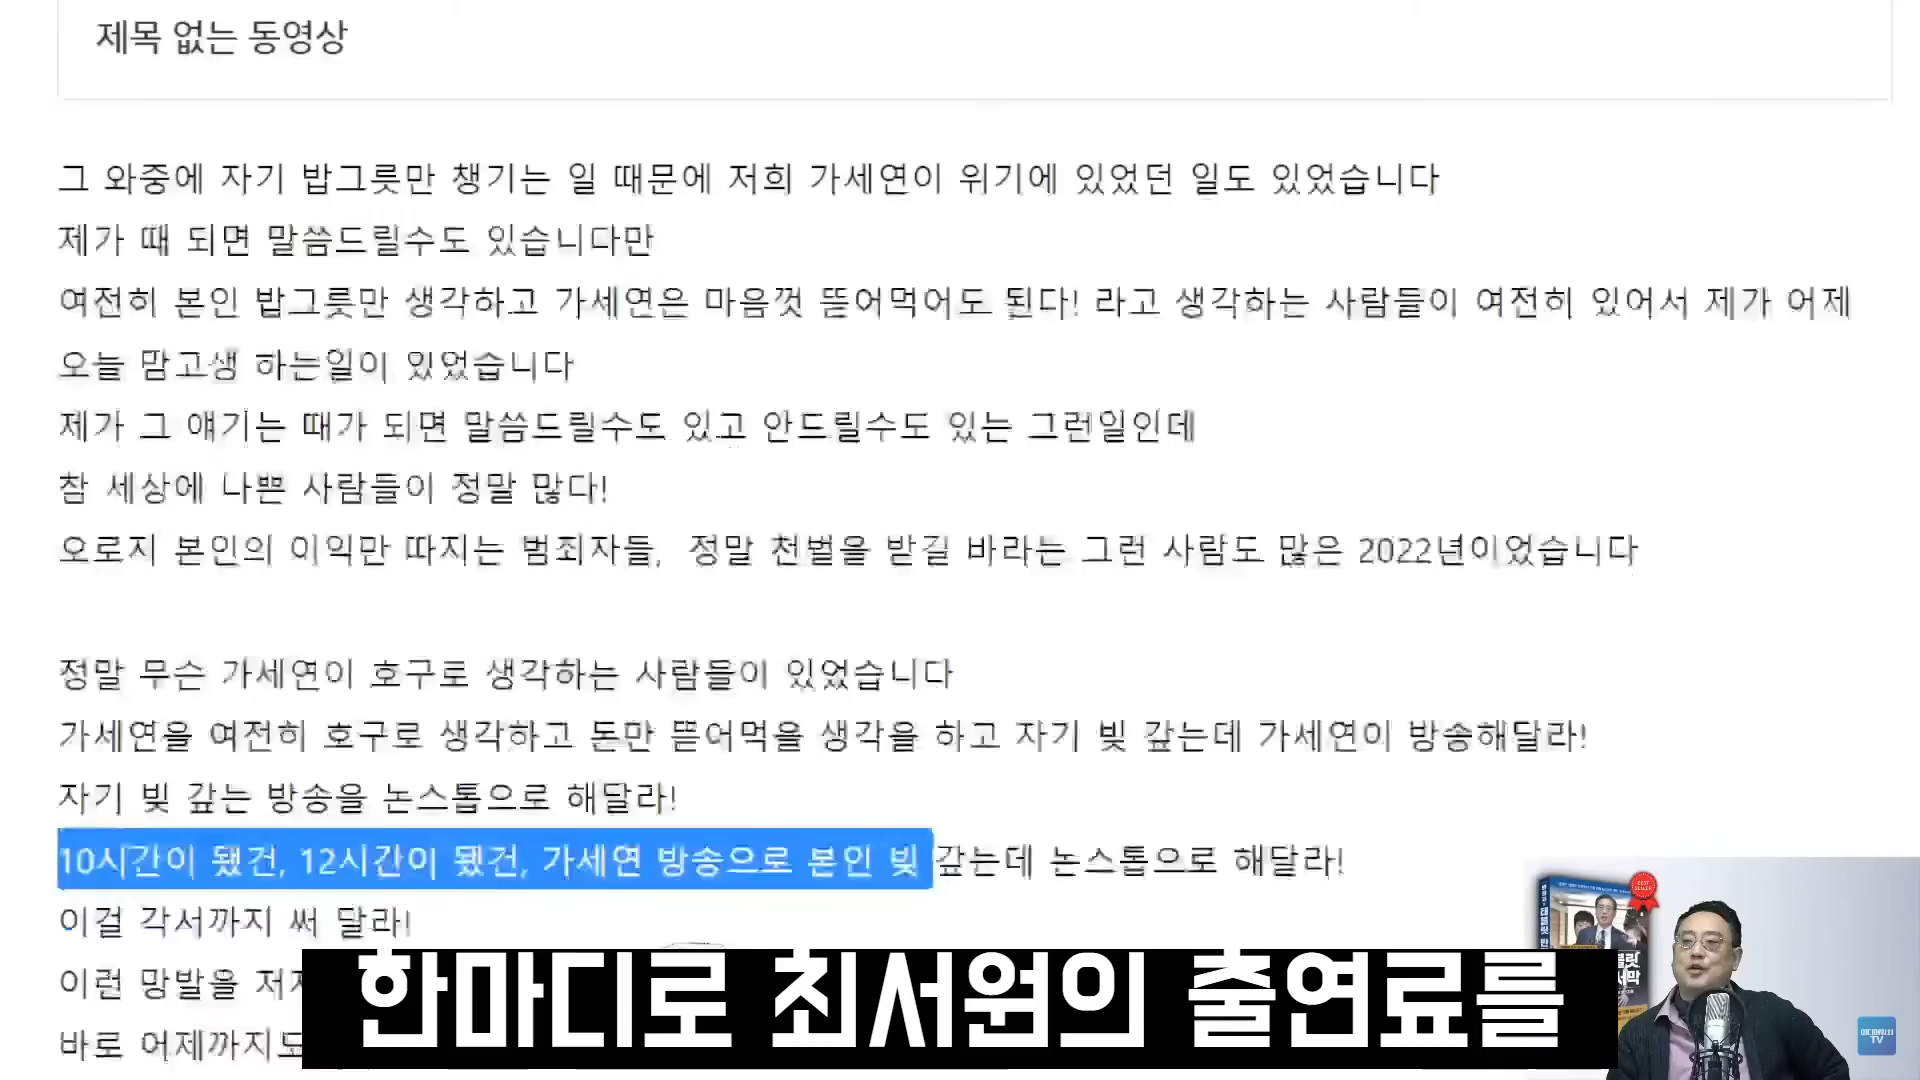 제목 없는 동영상
그 와중에 자기 밥그릇만 챙기는 일 때문에 저희 가세연이 위기에 있었던 일도 있었습니다
제가 때 되면 말씀드릴수도 있습니다만
여전히 본인 밥그릇만 생각하고 가세연은 마음껏 뜯어먹어도 된다! 라고 생각하는 사람들이 여전히 있어서 제가 어제
오늘 맘고생 하는일이 있었습니다
제가 그 얘기는 때가 되면 말씀드릴수도 있고 안드릴수도 있는 그런일인데
참 세상에 나쁜 사람들이 정말 많다!
오로지 본인의 이익만 따지는 범죄자들, 정말 천벌을 받길 바라는 그런 사람도 많은 2022년이었습니다
정말 무슨 가세연이 호구로 생각하는 사람들이 있었습니다
가세연을 여전히 호구로 생각하고 돈만 뜯어먹을 생각을 하고 자기 빚 갚는데 가세연이 방송해달라!
자기 빚 갚는 방송을 논스톱으로 해달라!
10시간이 됐건, 12시간이 됐건, 가세연 방송으로 본인 빚 갚는데 논스톱으로 해달라!
이걸 각서까지 써 달라!
이런 망발을
바로 어제까지도
한마디로 최서원의 출연료를
BEST SELLER
태블릿
미디어워치
TV